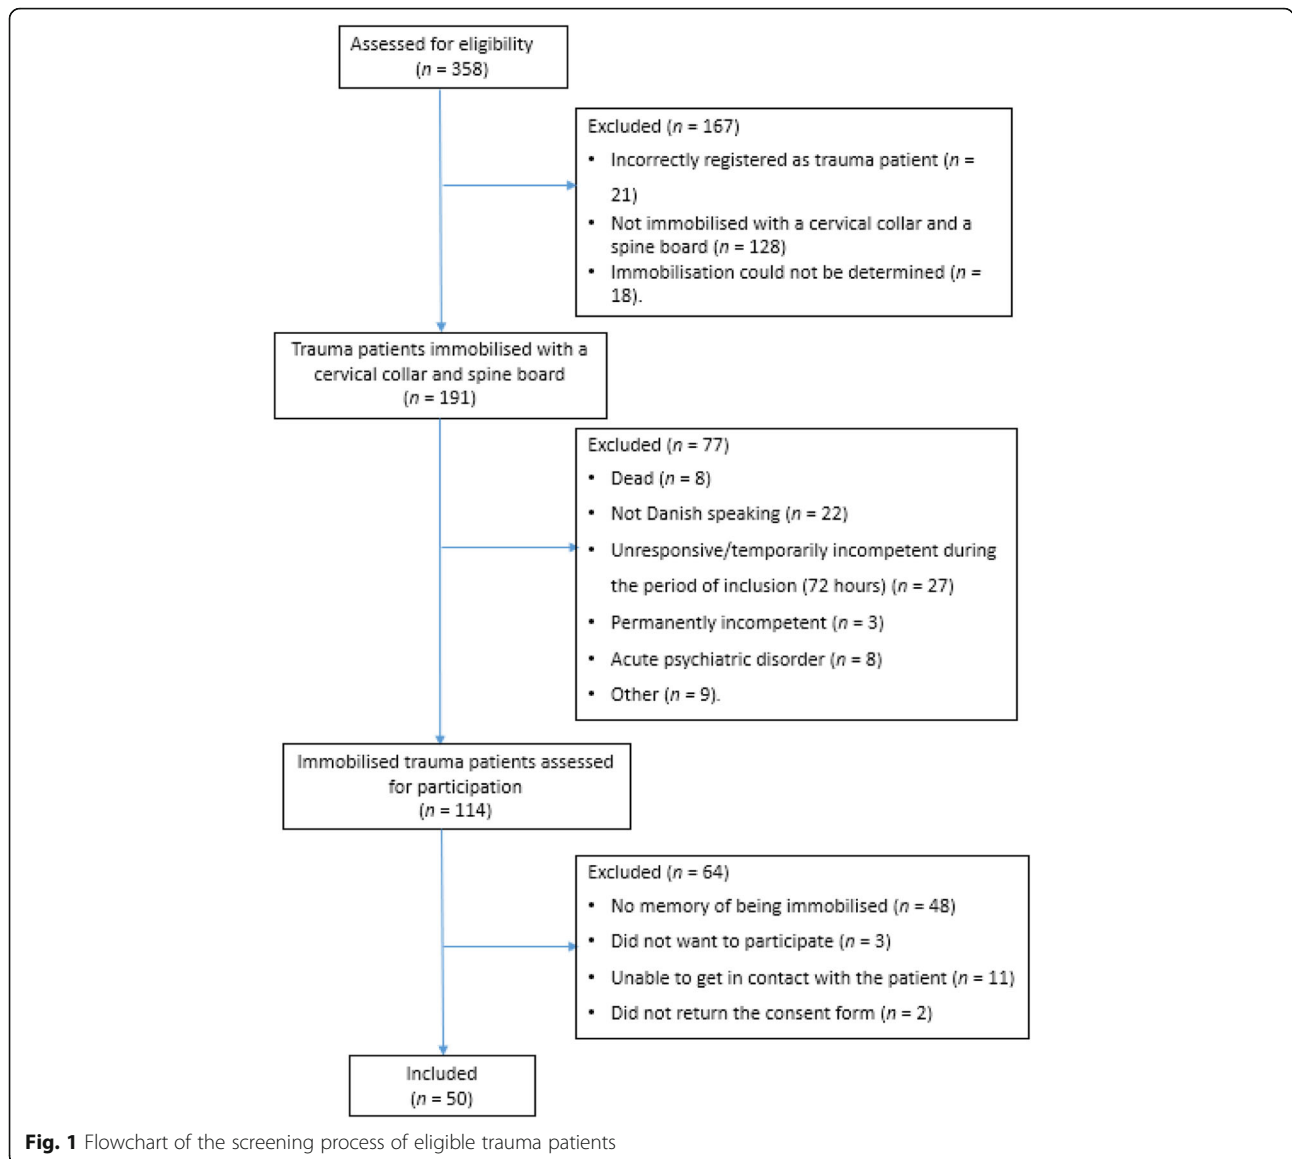 Assessed for eligibility
(n = 358)
Excluded (n = 167)
• Incorrectly registered as trauma patient (n =
21)
• Not immobilised with a cervical collar and a
spine board (n = 128)
• Immobilisation could not be determined (n =
18).
Trauma patients immobilised with a
cervical collar and spine board
(n = 191)
Excluded (n = 77)
• Dead (n = 8)
• Not Danish speaking (n = 22)
• Unresponsive/temporarily incompetent during
the period of inclusion (72 hours) (n = 27)
• Permanently incompetent (n = 3)
• Acute psychiatric disorder (n = 8)
• Other (n = 9).
Immobilised trauma patients assessed
for participation
(n = 114)
Excluded (n = 64)
• No memory of being immobilised (n = 48)
• Did not want to participate (n = 3)
• Unable to get in contact with the patient (n = 11)
• Did not return the consent form (n = 2)
Included
(n = 50)
Fig. 1 Flowchart of the screening process of eligible trauma patients